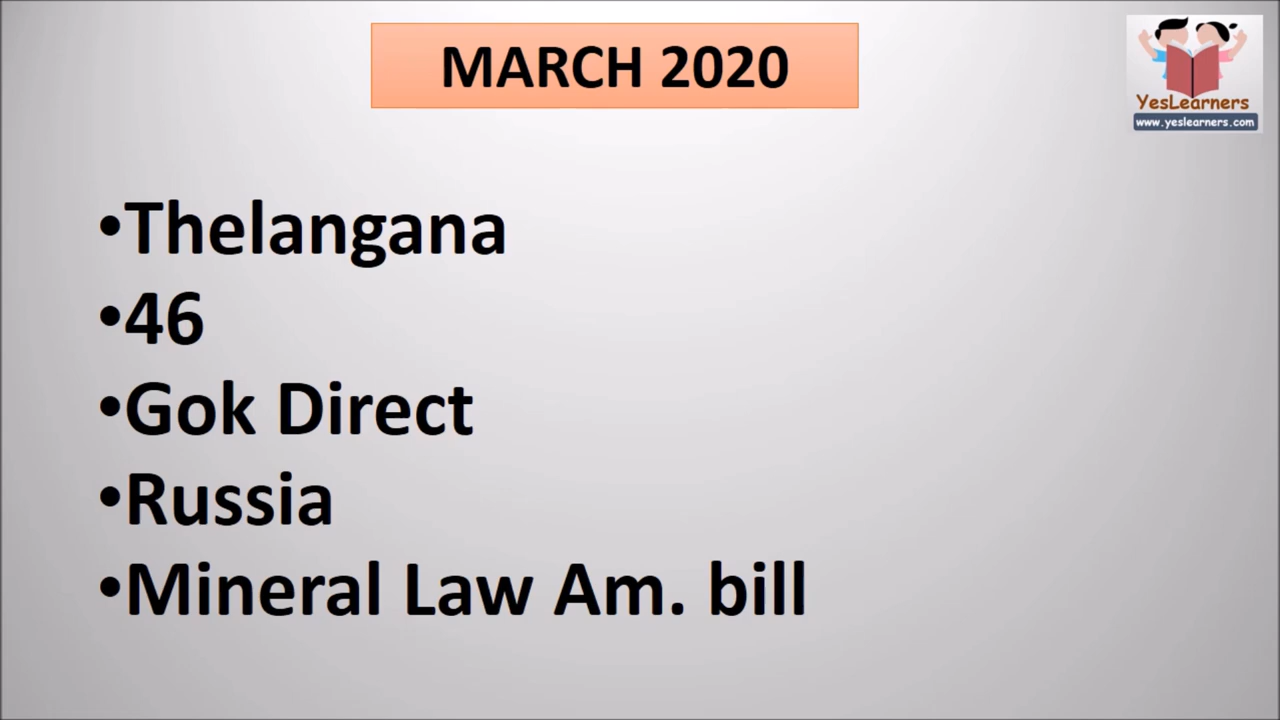 MARCH 2020
YesLearners
www.yeslearners.com
•Thelangana
•46
•Gok Direct
•Russia
•Mineral Law Am. bill